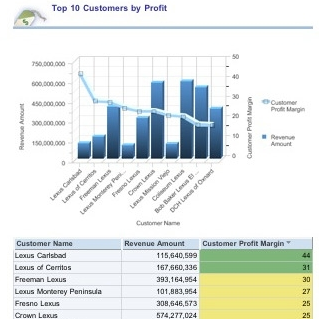 Top 10 Customers by Profit
50
750,000,000
600,000,000
40
450,000,000
30
300,000,000
20
150,000,000
10
0
0
Revenue Amount
Customer Profit Margin
Customer
Profit Margin
Revenue
Amount
Lexus Carlsbad
Lexus of Cerritos
Freeman Lexus
Lexus Monterey Peni...
Fresno Lexus
Crown Lexus
Lexus Mission Viejo
Coliseum Lexus
Bob Baker Lexus El ...
DCH Lexus of Oxnard
Customer Name
Customer Name Revenue Amount Customer Profit Margin
Lexus Carlsbad 115,640,599 44
Lexus of Cerritos 167,660,336 31
Freeman Lexus 393,164,954 30
Lexus Monterey Peninsula 101,883,954 27
Fresno Lexus 308,646,573 25
Crown Lexus 574,277,024 25